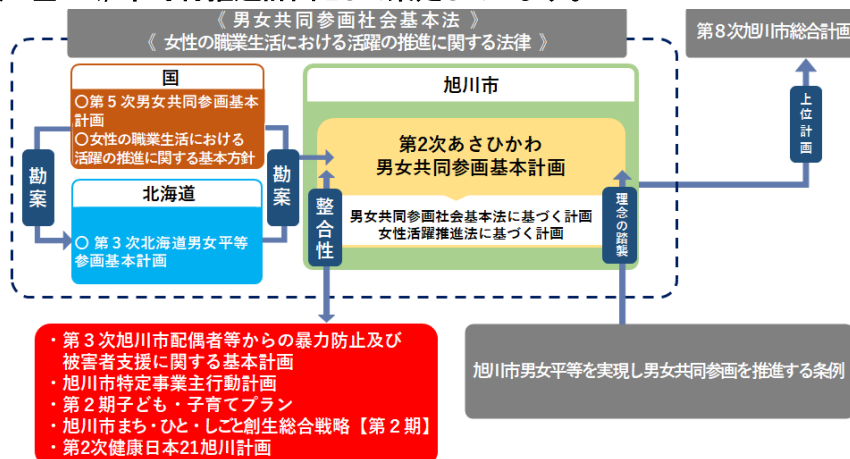 《 男女共同参画社会基本法 》
《 女性の職業生活における活躍の推進に関する法律 》
第8次旭川市総合計画
国
〇第５次男女共同参画基本
計画
〇女性の職業生活における
活躍の推進に関する基本方針
旭川市
第2次あさひかわ
男女共同参画基本計画
男女共同参画社会基本法に基づく計画
女性活躍推進法に基づく計画
勘案
勘案
整合性
理念の踏襲
上位計画
北海道
〇 第３次北海道男女平等
参画基本計画
・第３次旭川市配偶者等からの暴力防止及び
被害者支援に関する基本計画
・旭川市特定事業主行動計画
・第２期子ども・子育てプラン
・旭川市まち・ひと・しごと創生総合戦略【第２期】
・第2次健康日本21旭川計画
旭川市男女平等を実現し男女共同参画を推進する条例